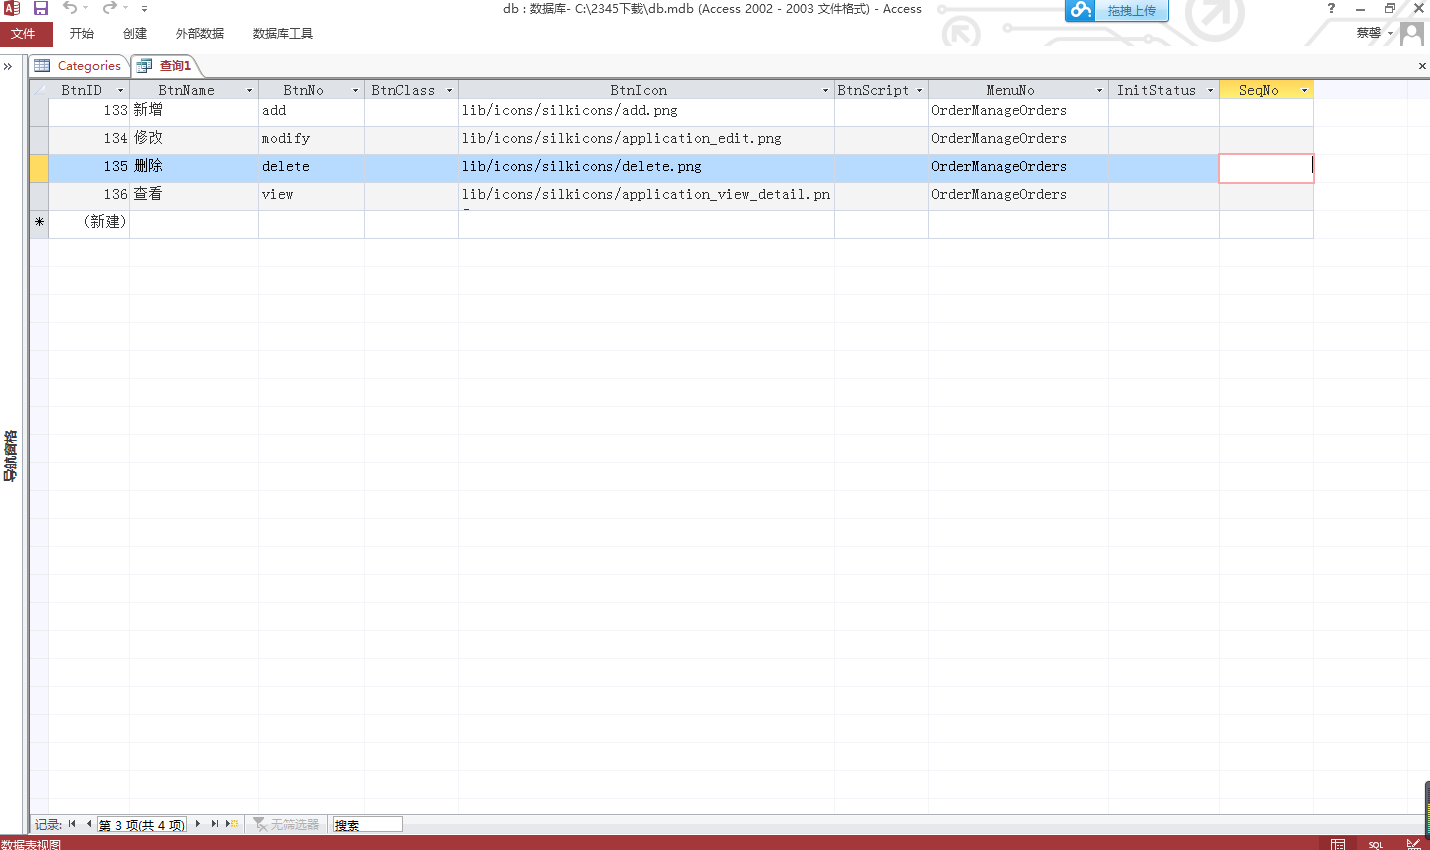 db : 数据库- C:\2345下载\db.mdb (Access 2002 - 2003 文件格式) - Access
拖拽上传
?
文件 开始 创建 外部数据 数据库工具
蔡馨
Categories 查询1
BtnID BtnName BtnNo BtnClass BtnIcon BtnScript MenuNo InitStatus SeqNo
133 新增 add lib/icons/silkicons/add.png OrderManageOrders
134 修改 modify lib/icons/silkicons/application_edit.png OrderManageOrders
135 删除 delete lib/icons/silkicons/delete.png OrderManageOrders
136 查看 view lib/icons/silkicons/application_view_detail.pn OrderManageOrders
* (新建)
导航窗格
记录: 第 3 项(共 4 项) 无筛选器 搜索
数据表视图
SQL